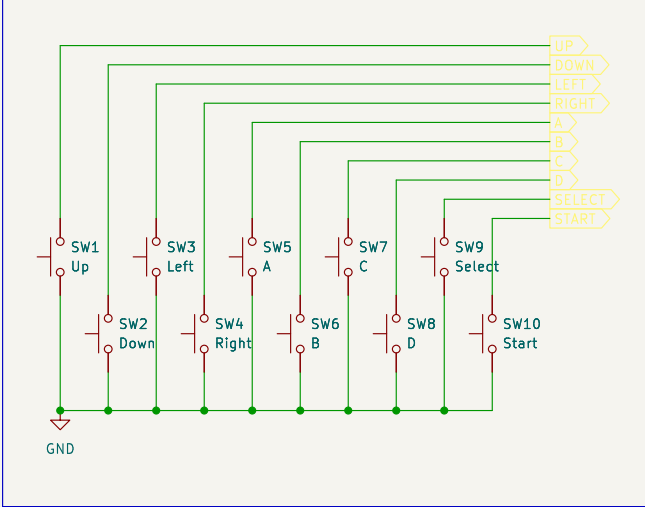 UP
DOWN
LEFT
RIGHT
A
B
C
D
SELECT
START
SW1
Up
SW3
Left
SW5
A
SW7
C
SW9
Select
SW2
Down
SW4
Right
SW6
B
SW8
D
SW10
Start
GND